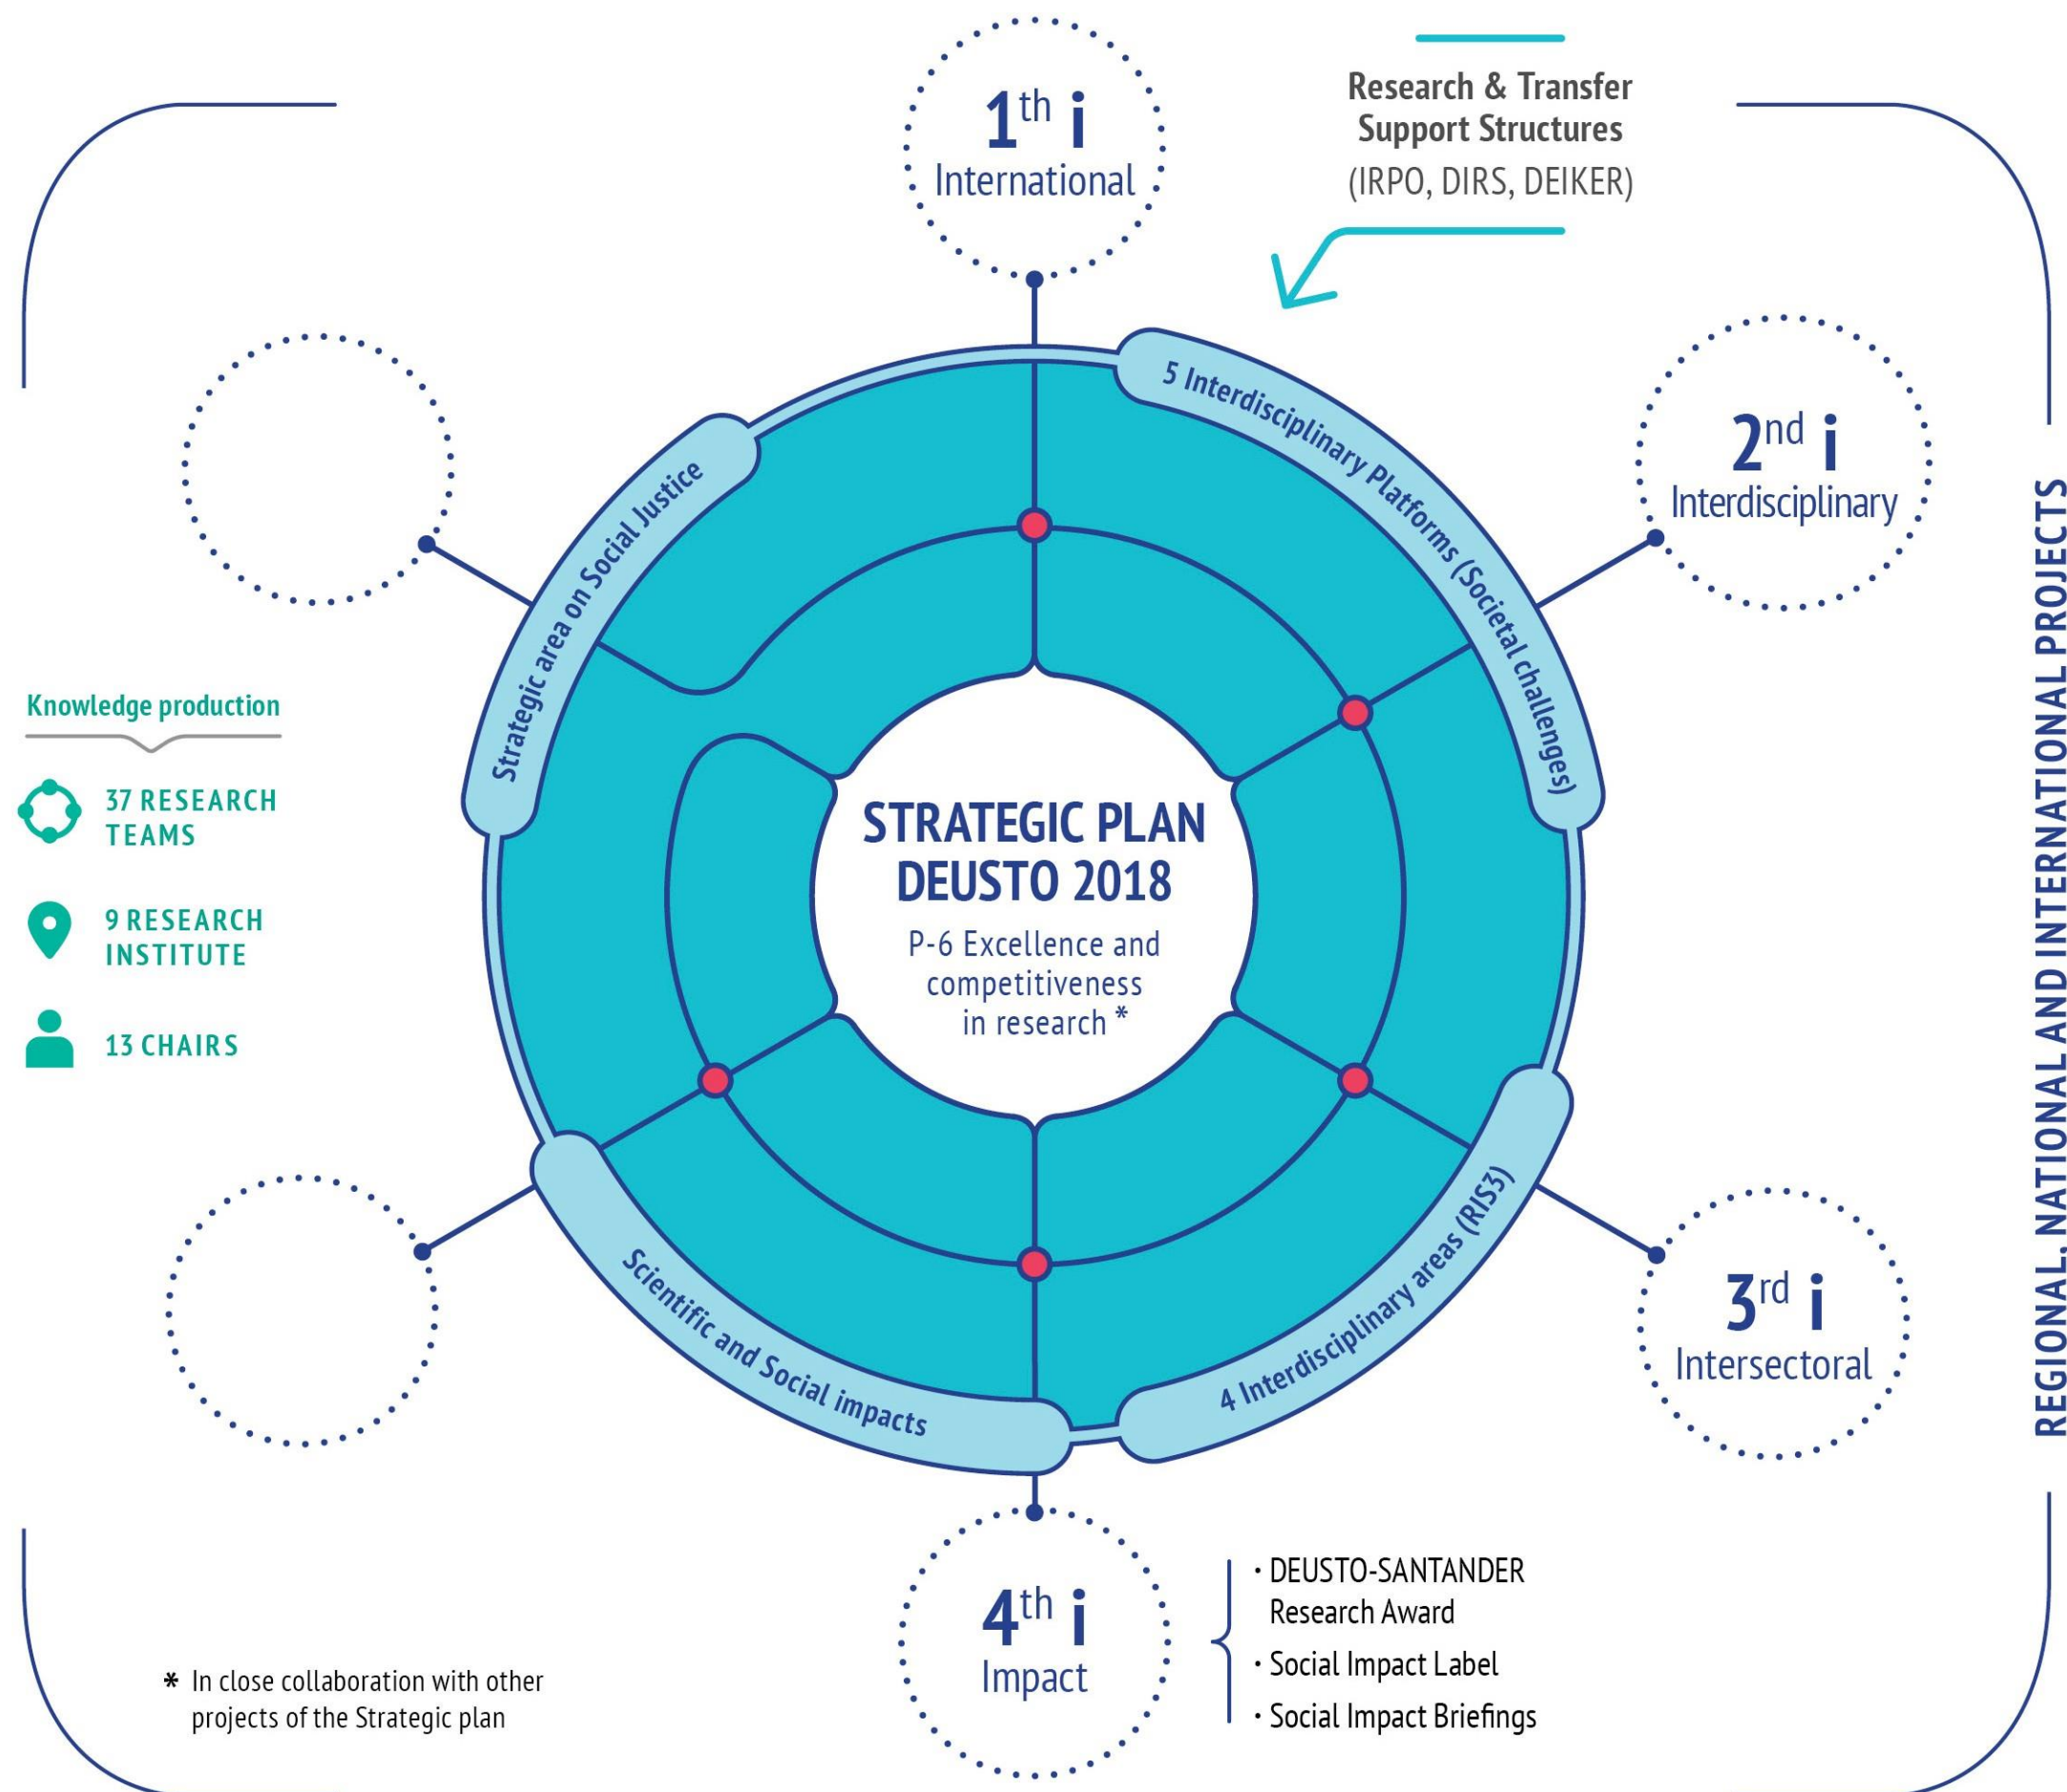 1th i
International
Research & Transfer
Support Structures
(IRPO, DIRS, DEIKER)
2nd i
Interdisciplinary
5 Interdisciplinary Platforms (Societal challenges)
Strategic area on Social Justice
Knowledge production
37 RESEARCH
TEAMS
9 RESEARCH
INSTITUTE
13 CHAIRS
STRATEGIC PLAN
DEUSTO 2018
P-6 Excellence and
competitiveness
in research *
REGIONAL, NATIONAL AND INTERNATIONAL PROJECTS
Scientific and Social impacts
4 Interdisciplinary areas (RIS3)
3rd i
Intersectoral
4th i
Impact
· DEUSTO-SANTANDER
Research Award
· Social Impact Label
· Social Impact Briefings
* In close collaboration with other
projects of the Strategic plan